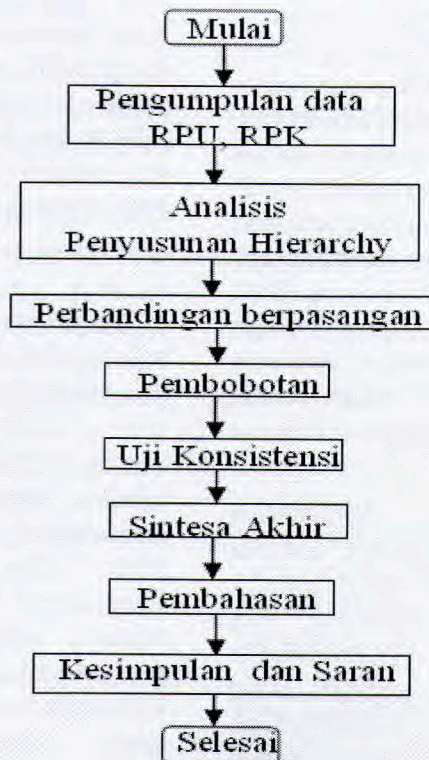 Mulai
Pengumpulan data
RPU, RPK
Analisis
Penyusunan Hierarchy
Perbandingan berpasangan
Pembobotan
Uji Konsistensi
Sintesa Akhir
Pembahasan
Kesimpulan dan Saran
Selesai